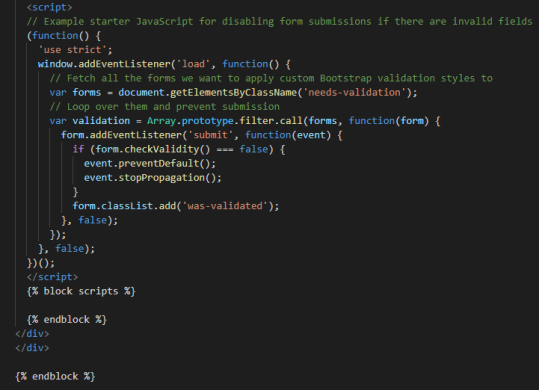 <script>
// Example starter JavaScript for disabling form submissions if there are invalid fields
(function() {
'use strict';
window.addEventListener('load', function() {
// Fetch all the forms we want to apply custom Bootstrap validation styles to
var forms = document.getElementsByClassName('needs-validation');
// Loop over them and prevent submission
var validation = Array.prototype.filter.call(forms, function(form) {
form.addEventListener('submit', function(event) {
if (form.checkValidity() === false) {
event.preventDefault();
event.stopPropagation();
}
form.classList.add('was-validated');
}, false);
});
}, false);
})();
</script>
{% block scripts %}
{% endblock %}
</div>
</div>
{% endblock %}